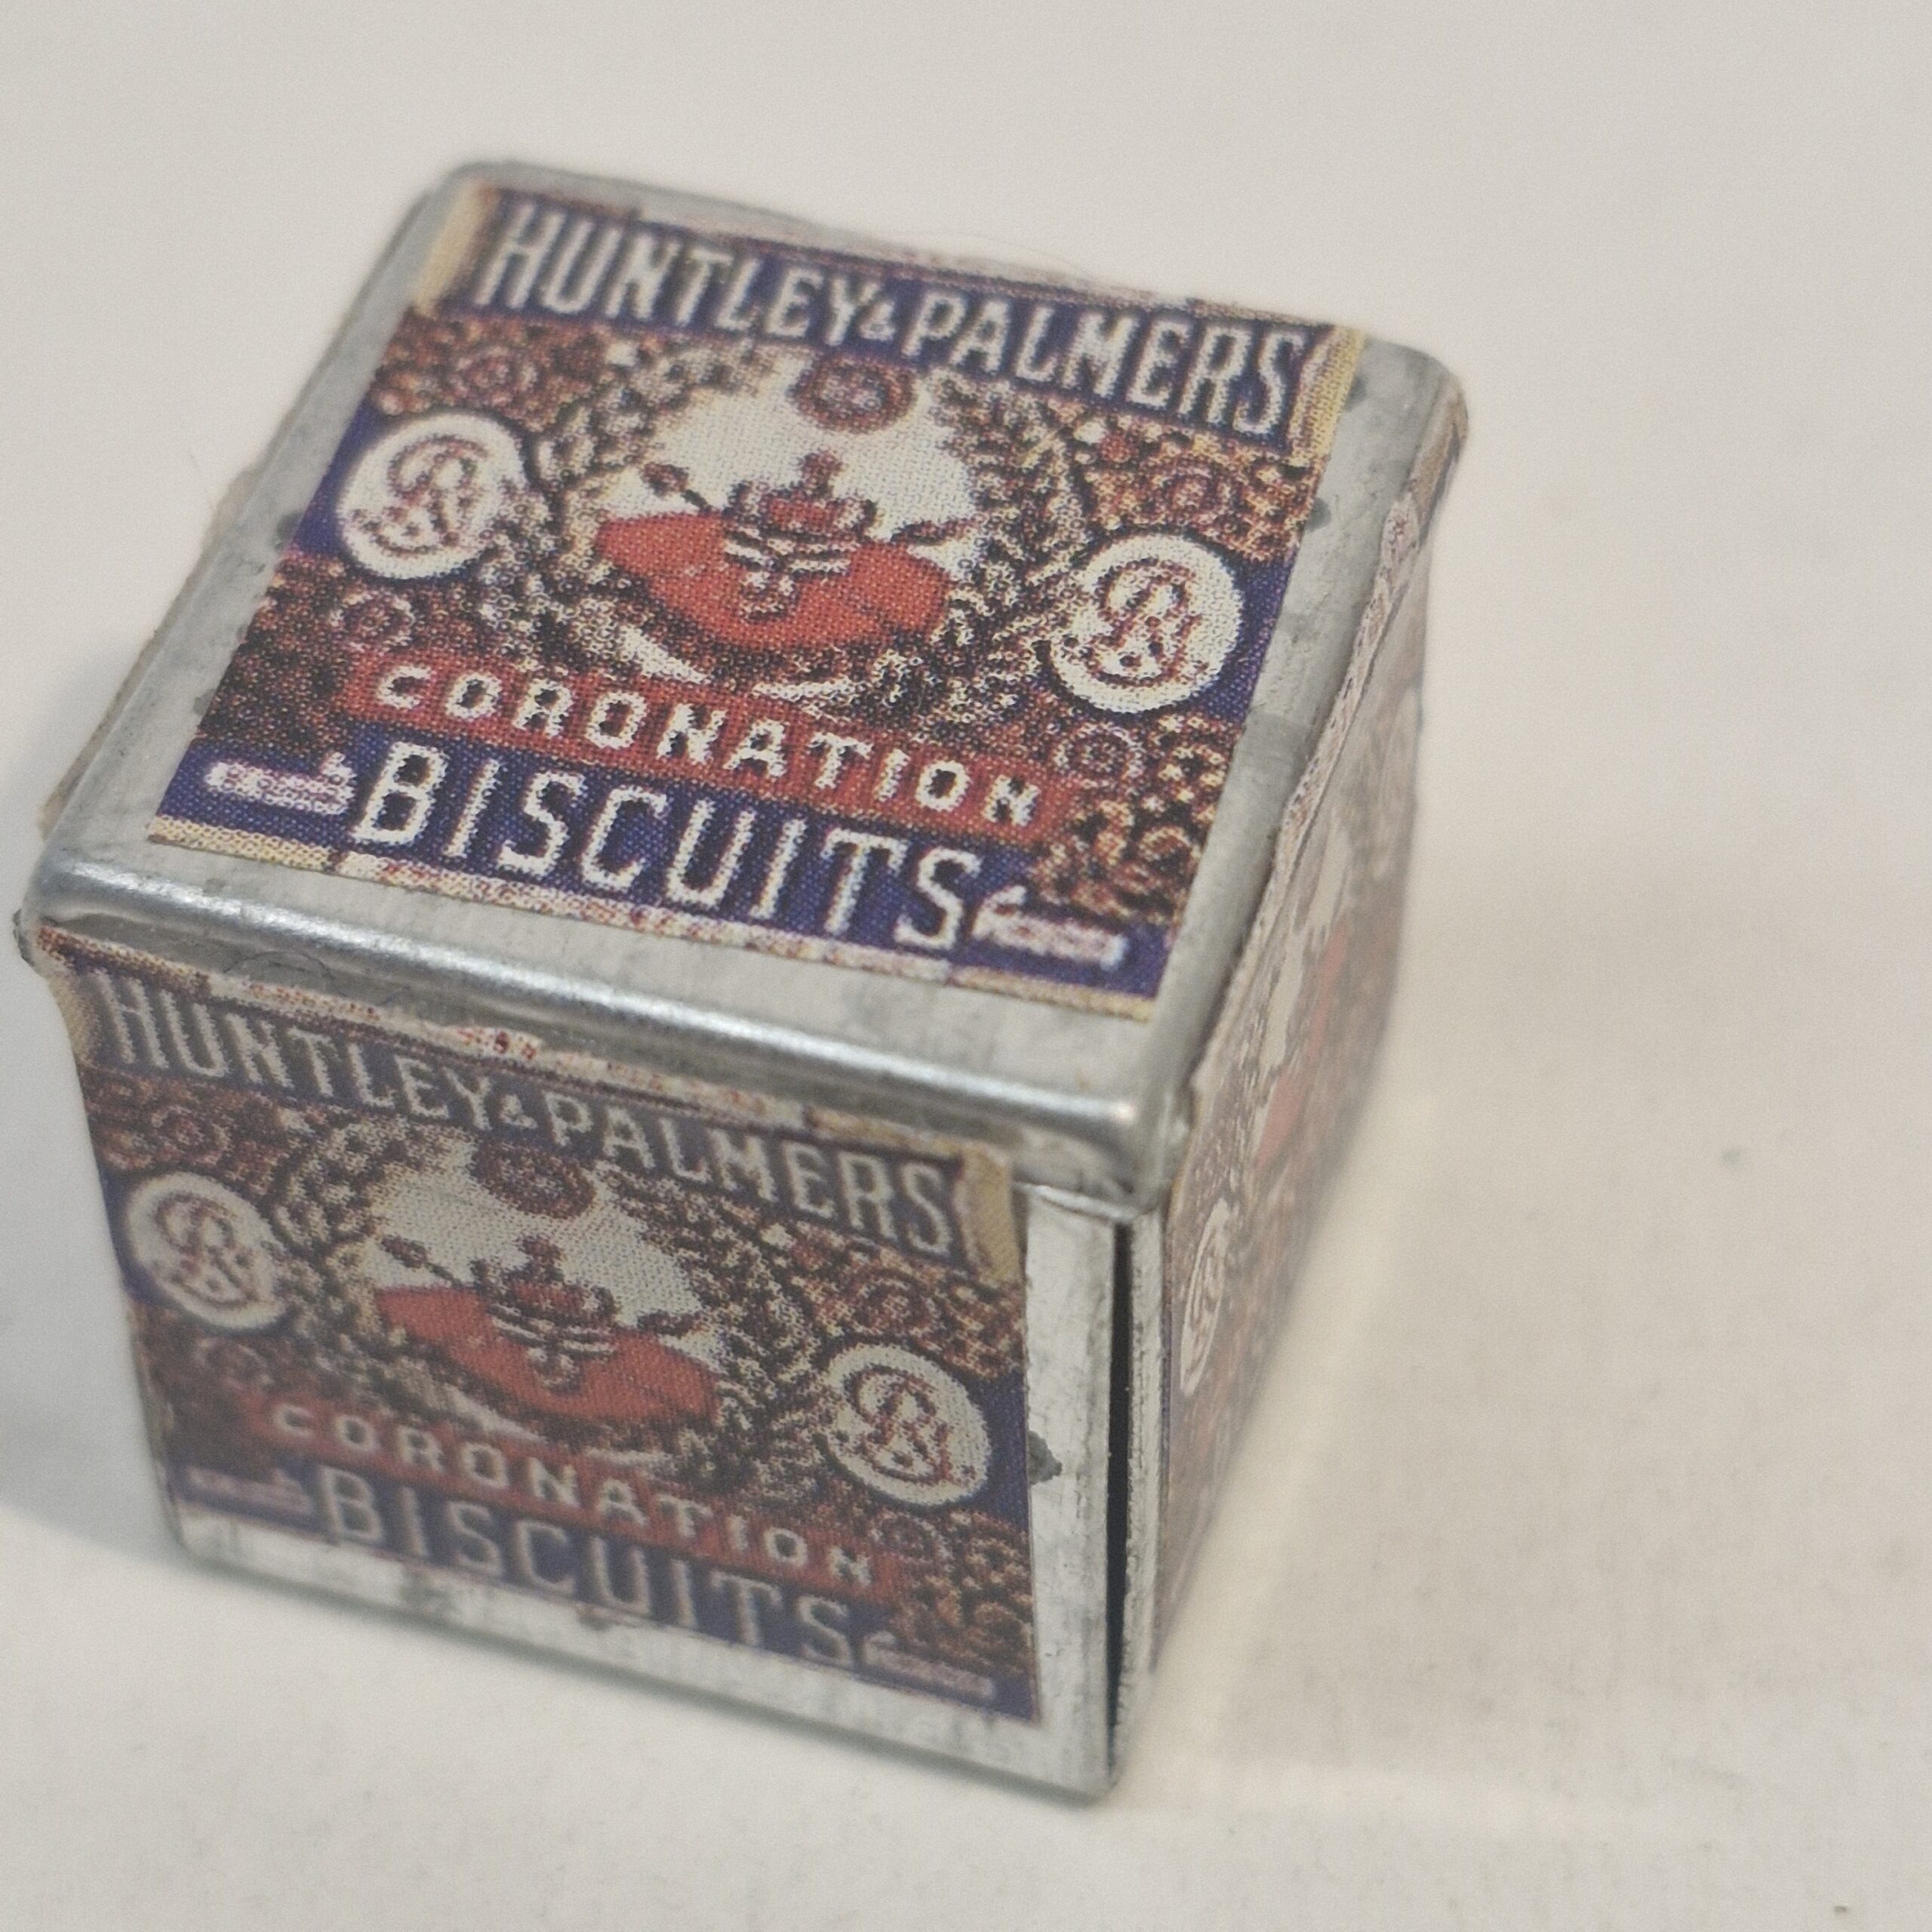 HUNTLEY & PALMERS
CORONATION
BISCUITS
HUNTLEY & PALMERS
CORONATION
BISCUITS